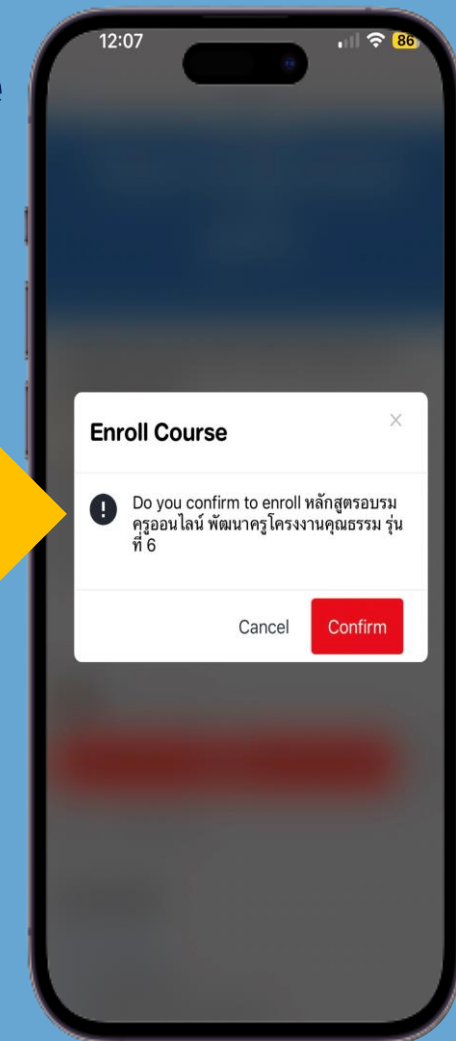 e
12:07
86
Enroll Course
Do you confirm to enroll หลักสูตรอบรม
ครูออนไลน์ พัฒนาครูโครงงานคุณธรรม รุ่น
ที่ 6
Cancel
Confirm